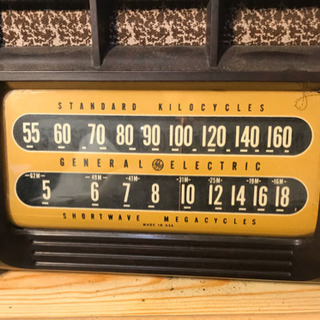 STANDARD KILOCYCLES
55 60 70 80 90 100 120 140 160
GENERAL GE ELECTRIC
62M 49M 41M 31M 25M 19M 16M
5 6 7 8 10 12 14 16 18
SHORTWAVE MEGACYCLES
MADE IN U.S.A.